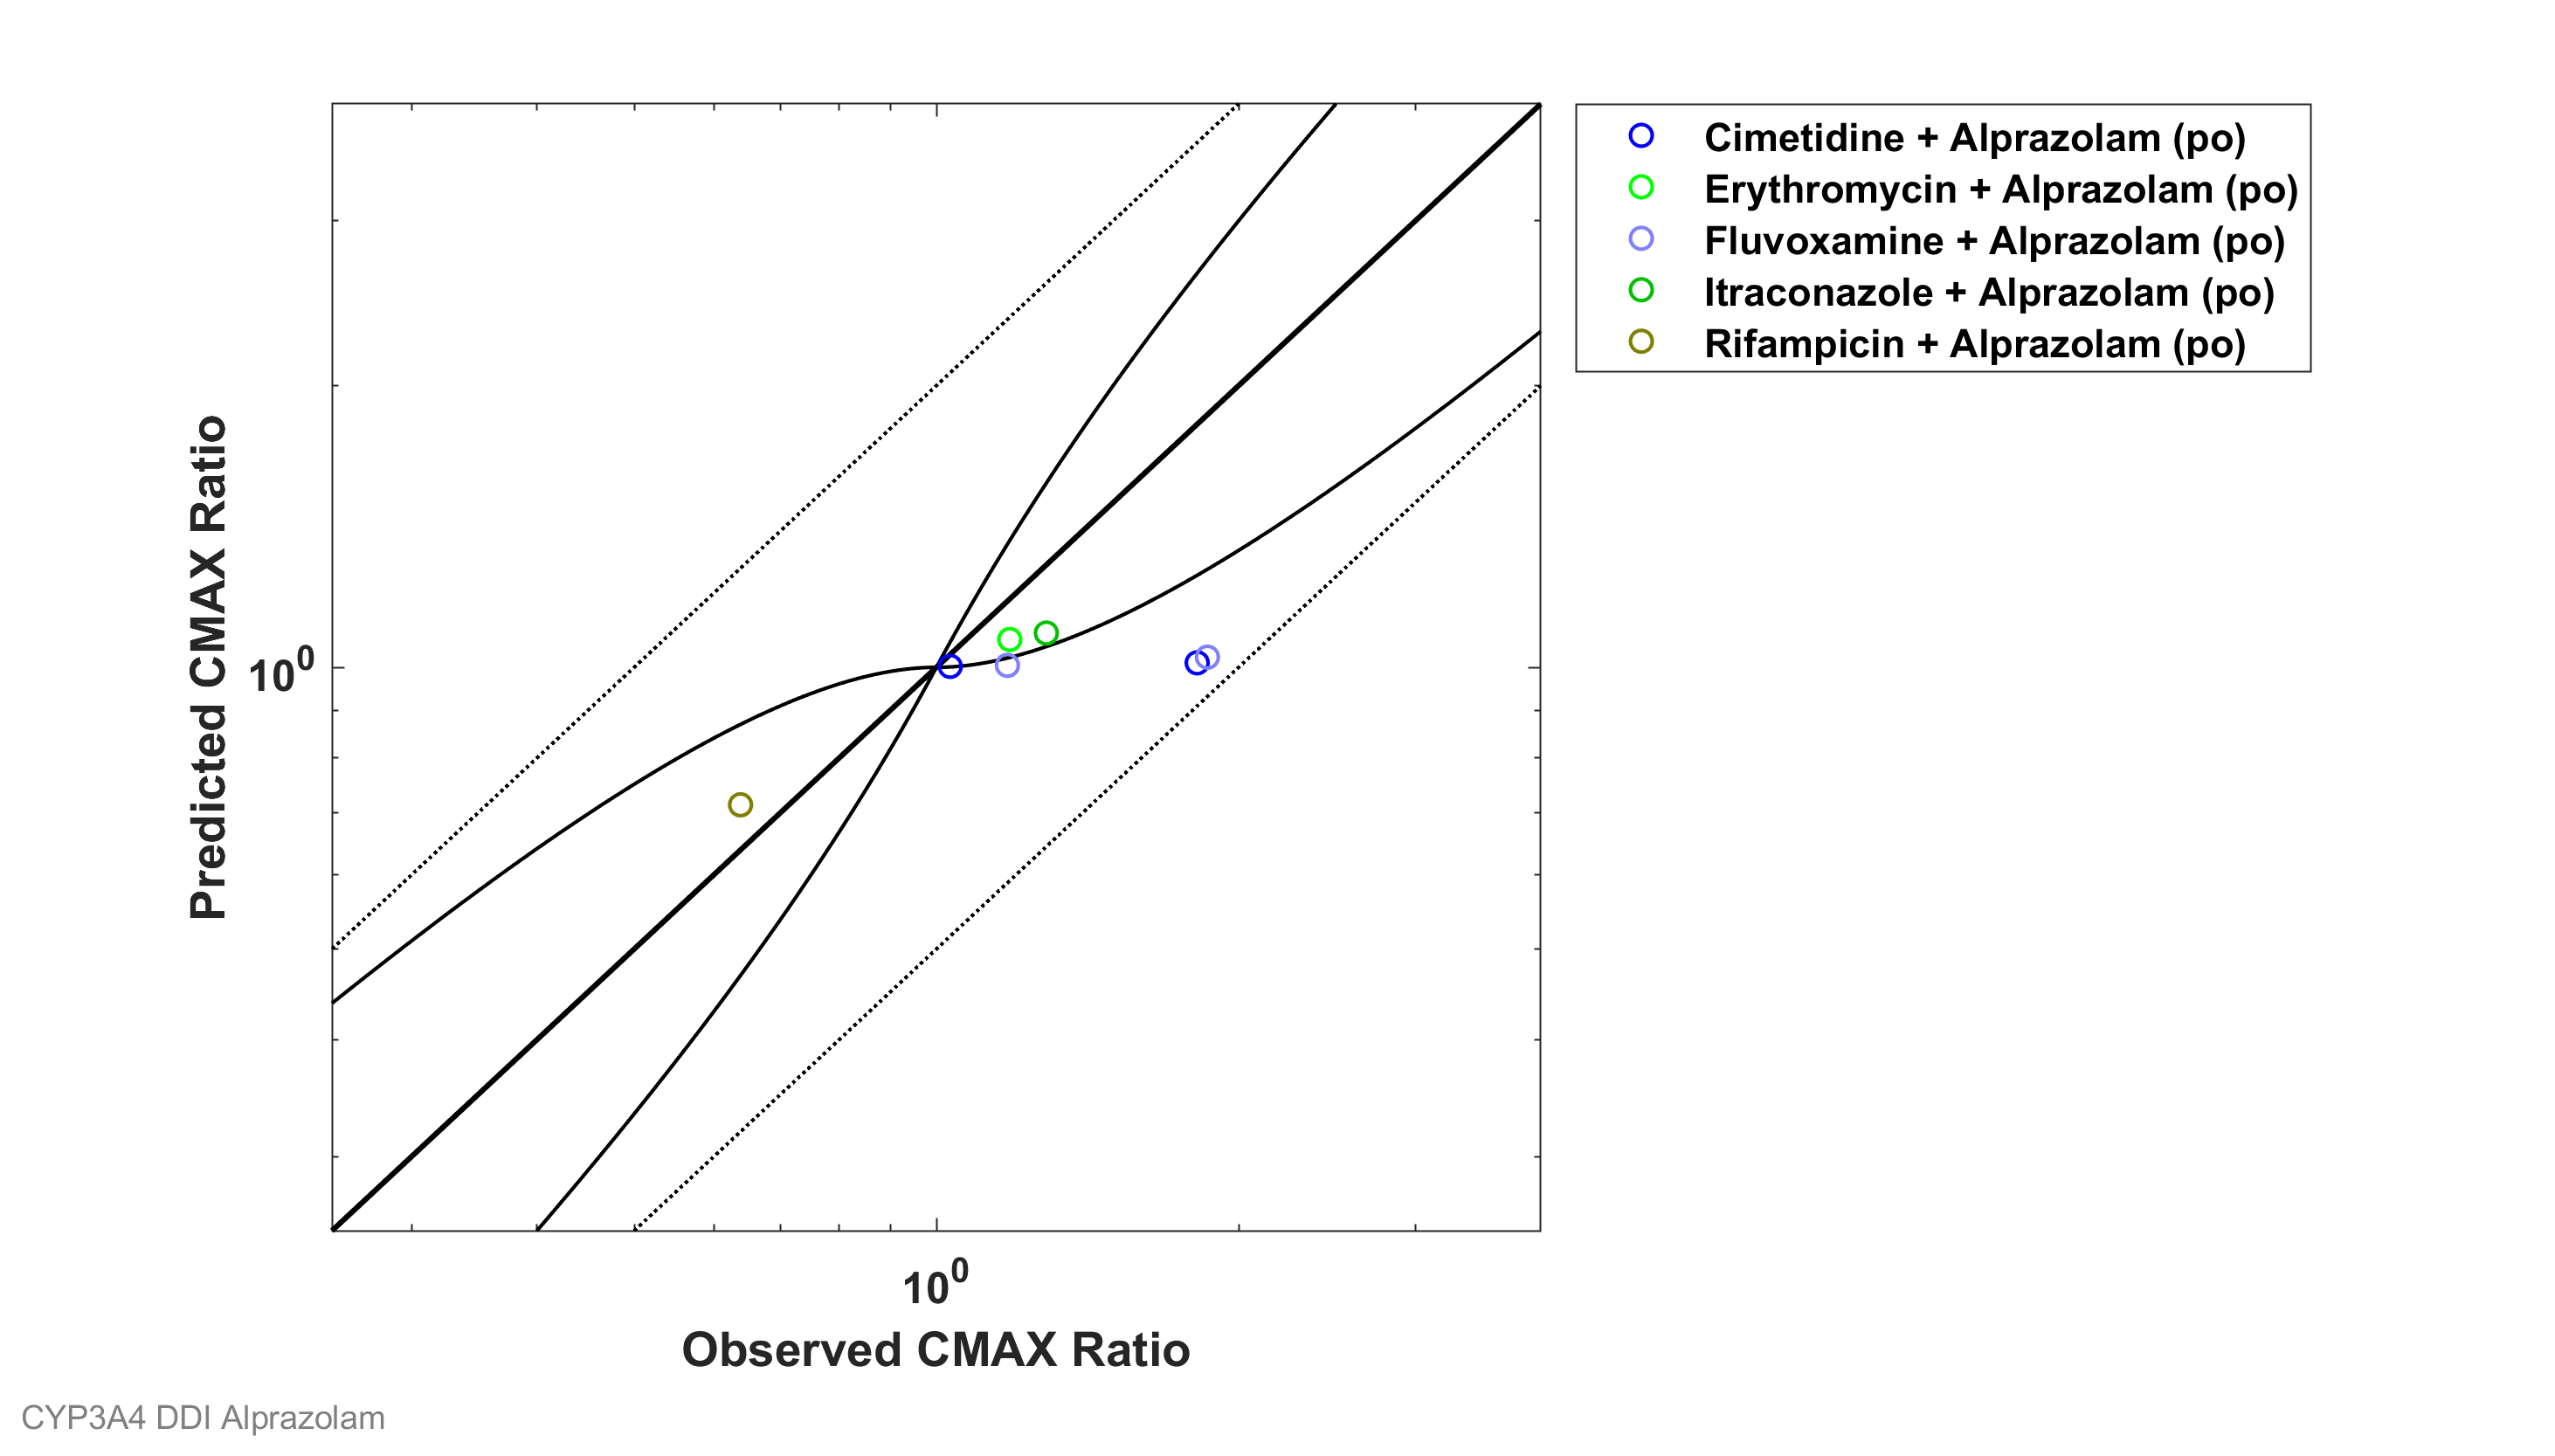 Cimetidine + Alprazolam (po)
Erythromycin + Alprazolam (po)
Fluvoxamine + Alprazolam (po)
Itraconazole + Alprazolam (po)
Rifampicin + Alprazolam (po)
Predicted CMAX Ratio
10⁰
10⁰
Observed CMAX Ratio
CYP3A4 DDI Alprazolam